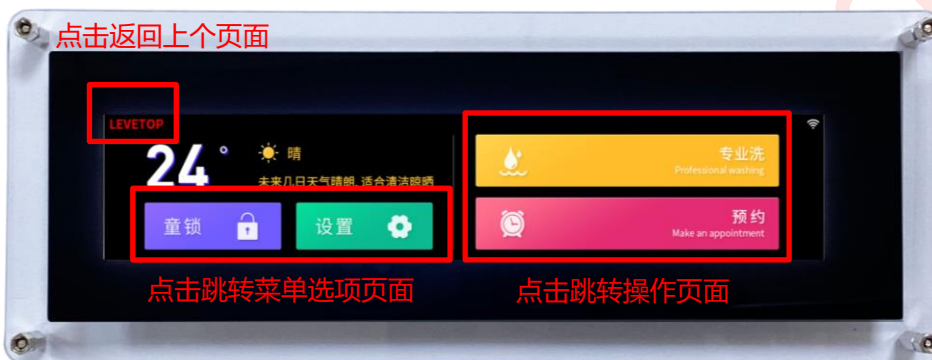 点击返回上个页面
LEVETOP
24°
晴
未来几日天气晴朗，适合清洁晾晒
童锁
设置
专业洗
Professional washing
预约
Make an appointment
点击跳转菜单选项页面
点击跳转操作页面